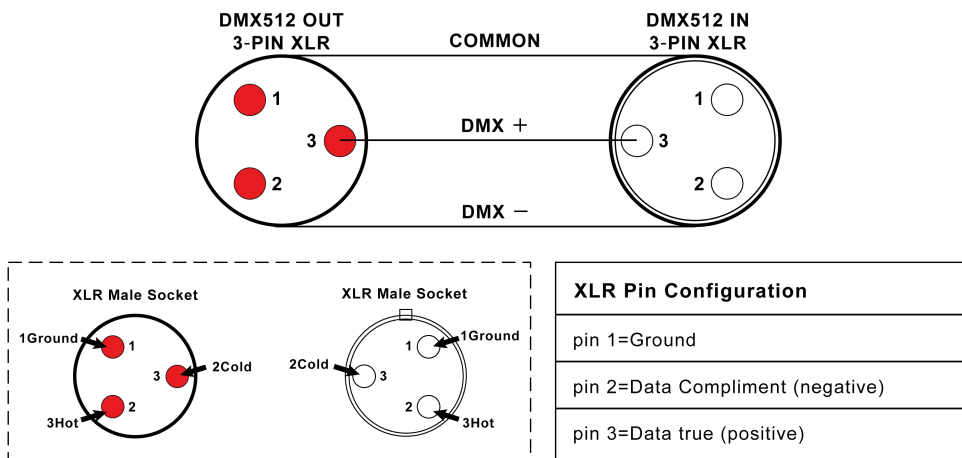 DMX512 OUT
3-PIN XLR
COMMON
DMX512 IN
3-PIN XLR
1
3
2
DMX +
DMX −
1
3
2
XLR Male Socket
1Ground
1
3
2Cold
2
3Hot
XLR Male Socket
1Ground
1
2Cold
3
2
3Hot
XLR Pin Configuration
pin 1=Ground
pin 2=Data Compliment (negative)
pin 3=Data true (positive)